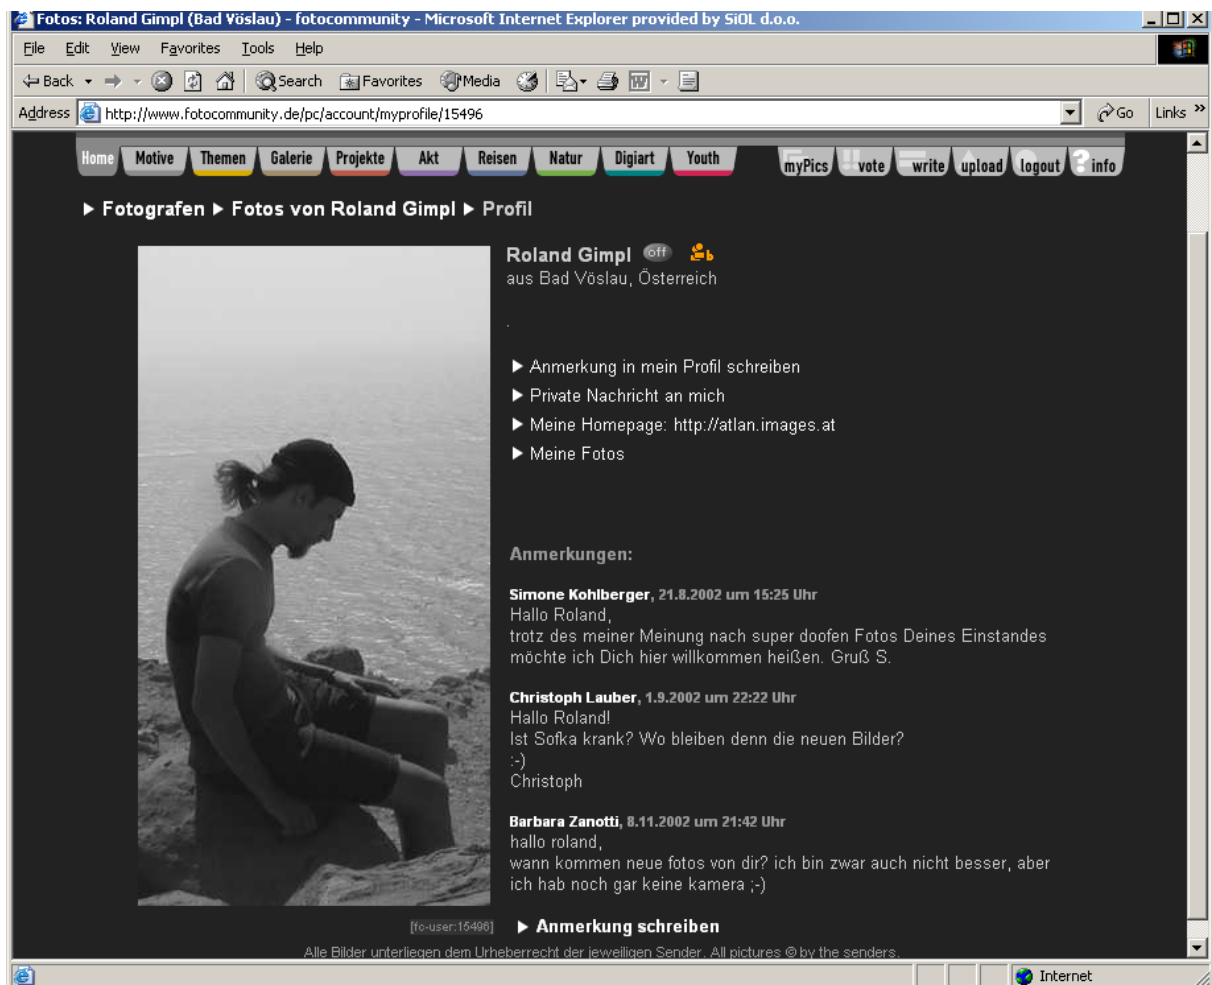 Fotos: Roland Gimpl (Bad Vöslau) - fotocommunity - Microsoft Internet Explorer provided by SiOL d.o.o.
File Edit View Favorites Tools Help
Back Search Favorites Media
Address http://www.fotocommunity.de/pc/account/myprofile/15496 Go Links »
Home Motive Themen Galerie Projekte Akt Reisen Natur Digiart Youth myPics vote write upload logout info
Fotografen Fotos von Roland Gimpl Profil
Roland Gimpl off b
aus Bad Vöslau, Österreich
.
Anmerkung in mein Profil schreiben
Private Nachricht an mich
Meine Homepage: http://atlan.images.at
Meine Fotos
Anmerkungen:
Simone Kohlberger, 21.8.2002 um 15:25 Uhr
Hallo Roland,
trotz des meiner Meinung nach super doofen Fotos Deines Einstandes
möchte ich Dich hier willkommen heißen. Gruß S.
Christoph Lauber, 1.9.2002 um 22:22 Uhr
Hallo Roland!
Ist Sofka krank? Wo bleiben denn die neuen Bilder?
:-)
Christoph
Barbara Zanotti, 8.11.2002 um 21:42 Uhr
hallo roland,
wann kommen neue fotos von dir? ich bin zwar auch nicht besser, aber
ich hab noch gar keine kamera ;-)
[fc-user:15496] Anmerkung schreiben
Alle Bilder unterliegen dem Urheberrecht der jeweiligen Sender. All pictures © by the senders.
Internet